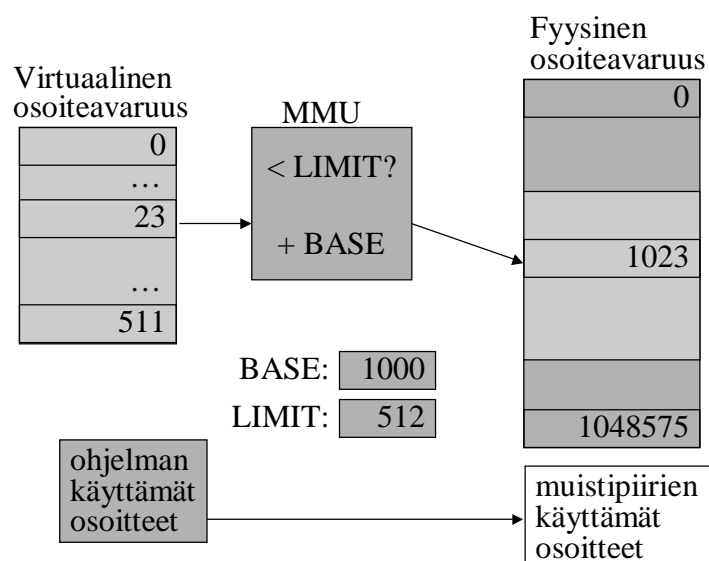 Virtuaalinen
osoiteavaruus
0
…
23
…
511
MMU
< LIMIT?
+ BASE
BASE: 1000
LIMIT: 512
Fyysinen
osoiteavaruus
0
1023
1048575
ohjelman
käyttämät
osoitteet
muistipiirien
käyttämät
osoitteet